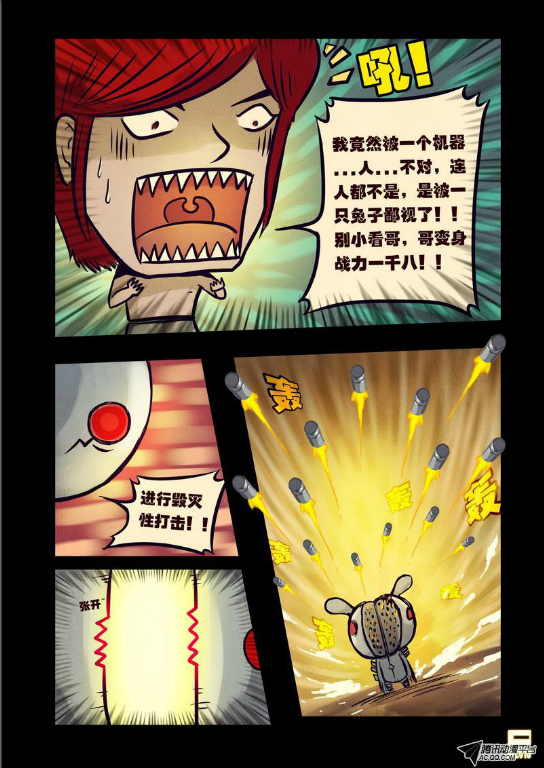 吼!
我竟然被一个机器
...人...不对，连
人都不是，是被一
只兔子鄙视了！！
别小看哥，哥变身
战力一千八！！
进行毁灭
性打击！！
张开~
轰
轰
轰
轰
轰
轰
腾讯动漫平台
AC.QQ.COM